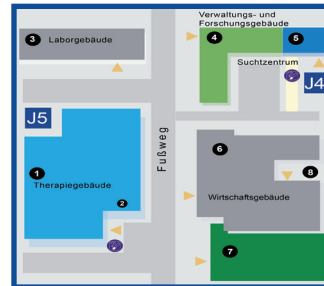 Verwaltungs- und
Forschungsgebäude
3 Laborgebäude
4
5
Suchtzentrum
J4
J5
Fußweg
6
1
8
Therapiegebäude
2
Wirtschaftsgebäude
7